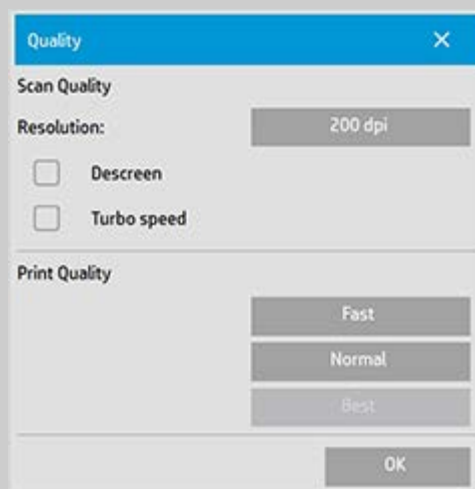 Quality
Scan Quality
Resolution: 200 dpi
Descreen
Turbo speed
Print Quality
Fast
Normal
Best
OK